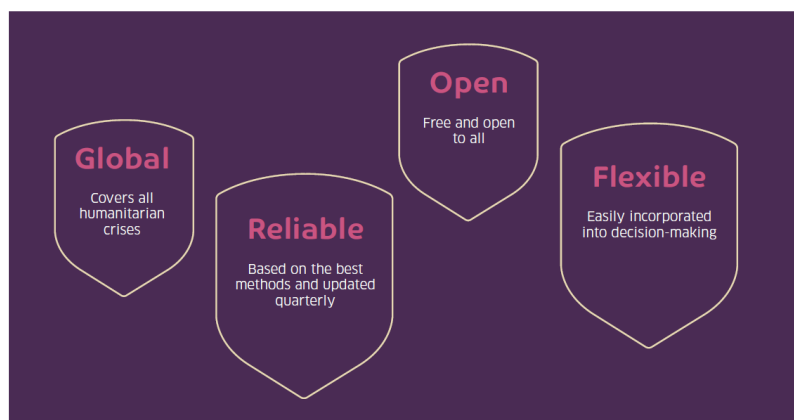 Global
Covers all
humanitarian
crises
Reliable
Based on the best
methods and updated
quarterly
Open
Free and open
to all
Flexible
Easily incorporated
into decision-making